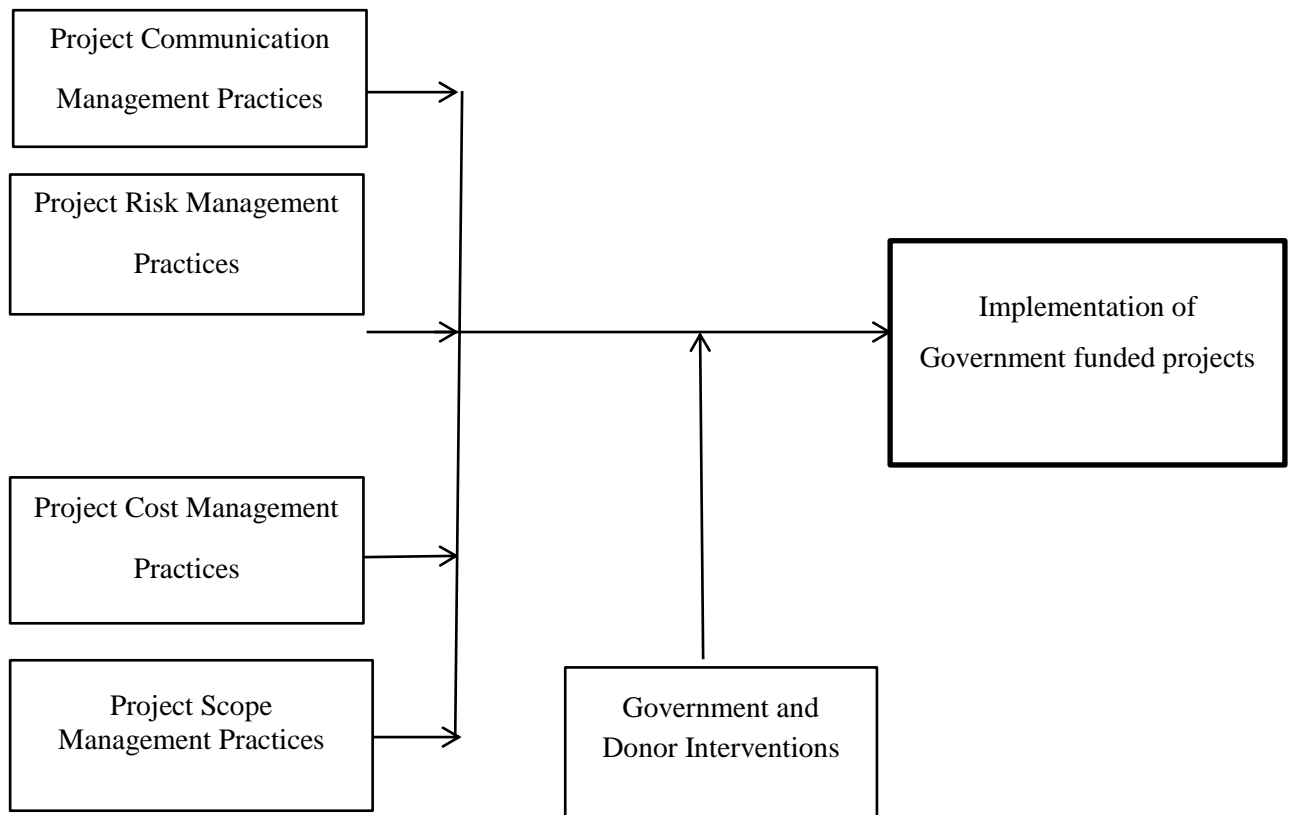 Project Communication
Management Practices
Project Risk Management
Practices
Project Cost Management
Practices
Project Scope
Management Practices
Government and
Donor Interventions
Implementation of
Government funded projects